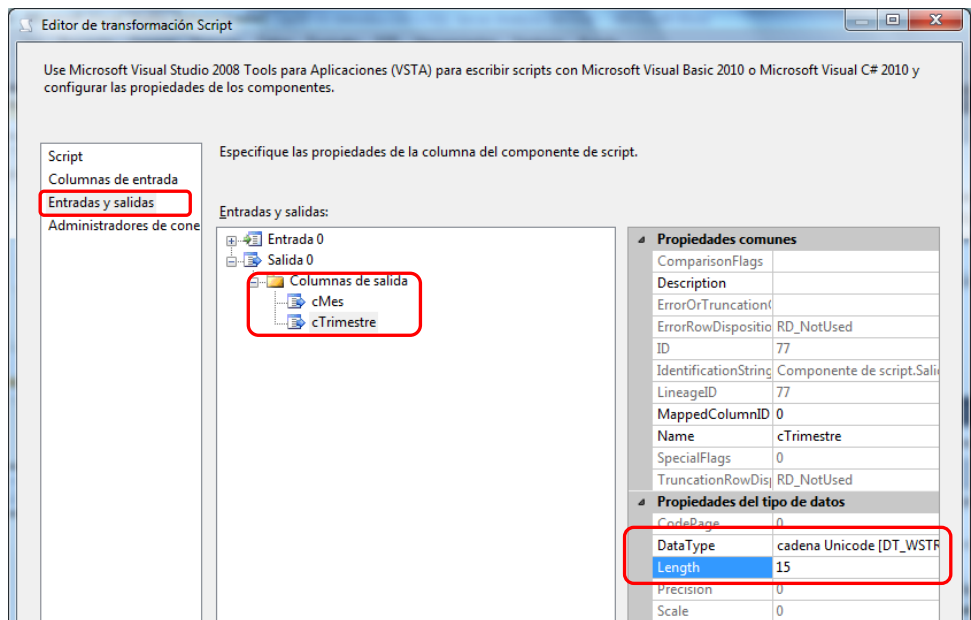 Editor de transformación Script
Use Microsoft Visual Studio 2008 Tools para Aplicaciones (VSTA) para escribir scripts con Microsoft Visual Basic 2010 o Microsoft Visual C# 2010 y
configurar las propiedades de los componentes.
Script
Columnas de entrada
Entradas y salidas
Administradores de cone
Especifique las propiedades de la columna del componente de script.
Entradas y salidas:
Entrada 0
Salida 0
Columnas de salida
cMes
cTrimestre
Propiedades comunes
ComparisonFlags
Description
ErrorOrTruncation
ErrorRowDispositio RD_NotUsed
ID 77
IdentificationString Componente de script.Sali
LineageID 77
MappedColumnID 0
Name cTrimestre
SpecialFlags 0
TruncationRowDisp RD_NotUsed
Propiedades del tipo de datos
CodePage 0
DataType cadena Unicode [DT_WSTR
Length 15
Precision 0
Scale 0